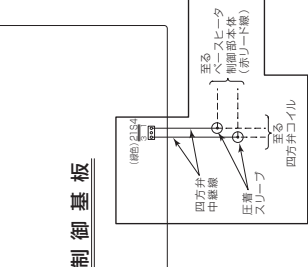 制御基板
(緑色)21S4
3
四方弁
中継線
圧着
スリーブ
至る
四方弁コイル
至る
ベースヒータ
制御部本体
(赤リード線)